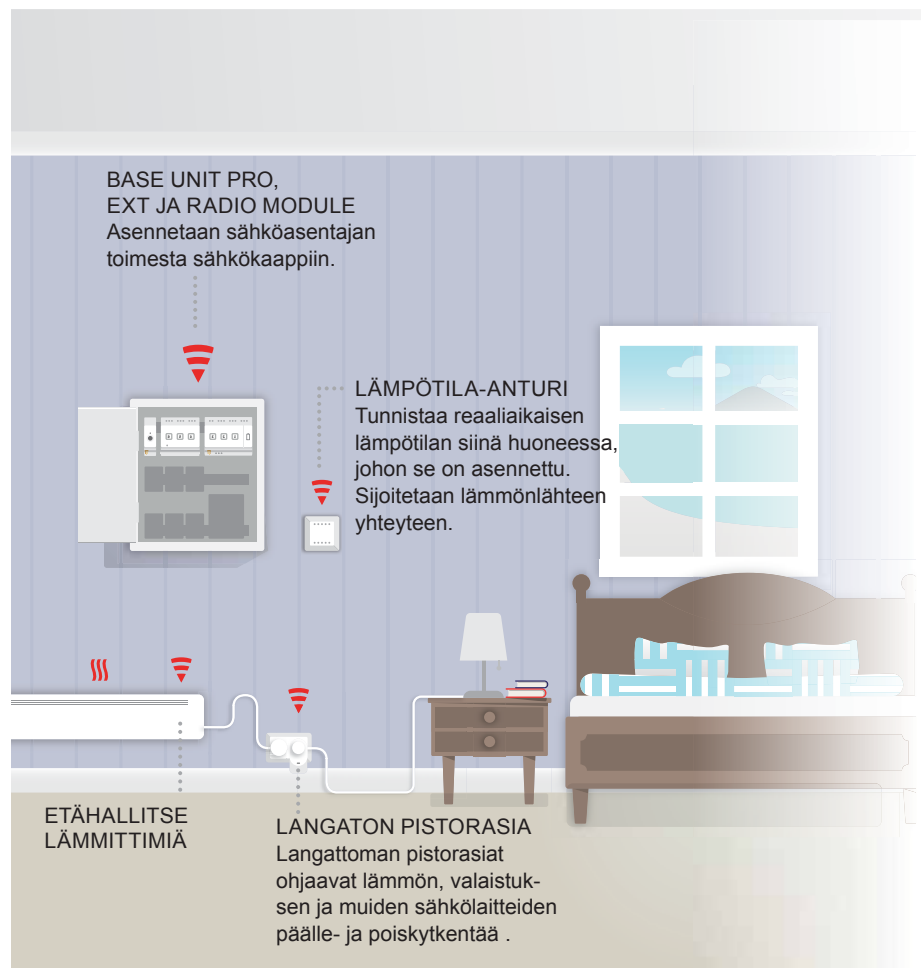 BASE UNIT PRO,
EXT JA RADIO MODULE
Asennetaan sähköasentajan
toimesta sähkökaappiin.
LÄMPÖTILA-ANTURI
Tunnistaa reaaliaikaisen
lämpötilan siinä huoneessa,
johon se on asennettu.
Sijoitetaan lämmönlähteen
yhteyteen.
ETÄHALLITSE
LÄMMITTIMIÄ
LANGATON PISTORASIA
Langattoman pistorasiat
ohjaavat lämmön, valaistuk-
sen ja muiden sähkölaitteiden
päälle- ja poiskytkentää .